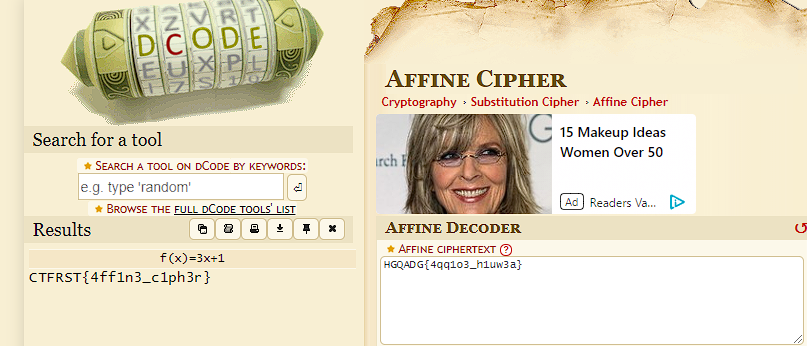 X Z V R T
D C O D E
E U X P L
Search for a tool
★ Search a tool on dCode by keywords:
e.g. type 'random'
★ Browse the full dCode tools' list
Results
f(x)=3x+1
CTFRST{4ff1n3_c1ph3r}
Affine Cipher
Cryptography › Substitution Cipher › Affine Cipher
arch F
G
15 Makeup Ideas
Women Over 50
Ad Readers Va...
Affine Decoder
★ Affine ciphertext ?
HGQADG{4qq1o3_h1uw3a}